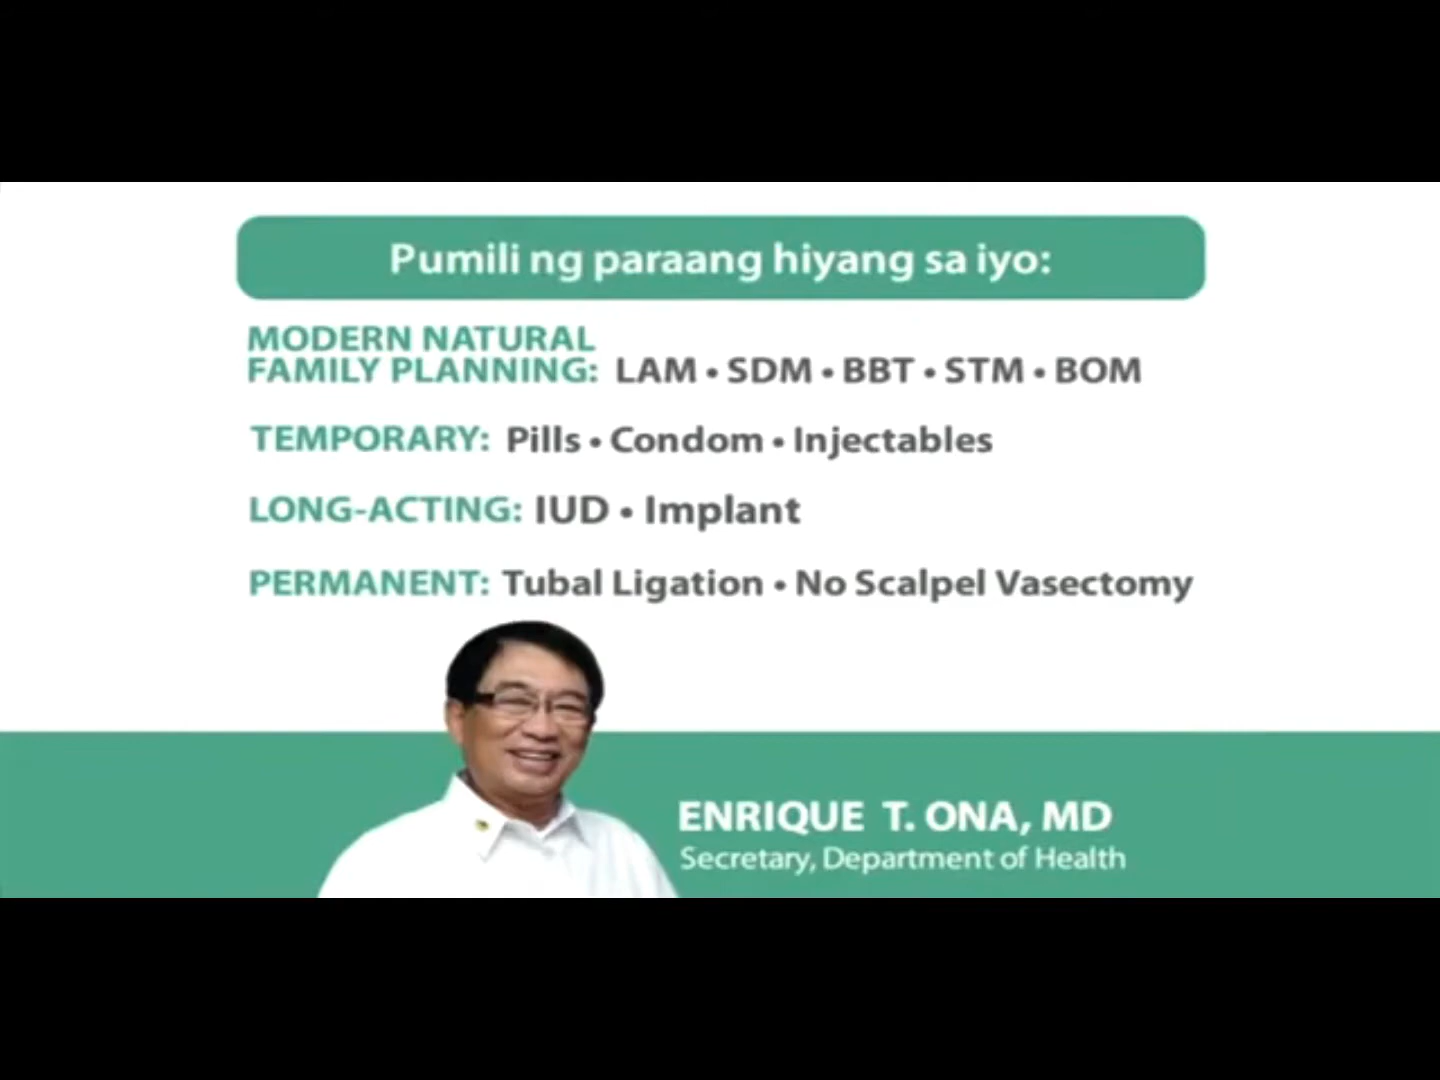 Pumili ng paraang hiyang sa iyo:
MODERN NATURAL
FAMILY PLANNING: LAM • SDM • BBT • STM • BOM
TEMPORARY: Pills • Condom • Injectables
LONG-ACTING: IUD • Implant
PERMANENT: Tubal Ligation • No Scalpel Vasectomy
ENRIQUE T. ONA, MD
Secretary, Department of Health